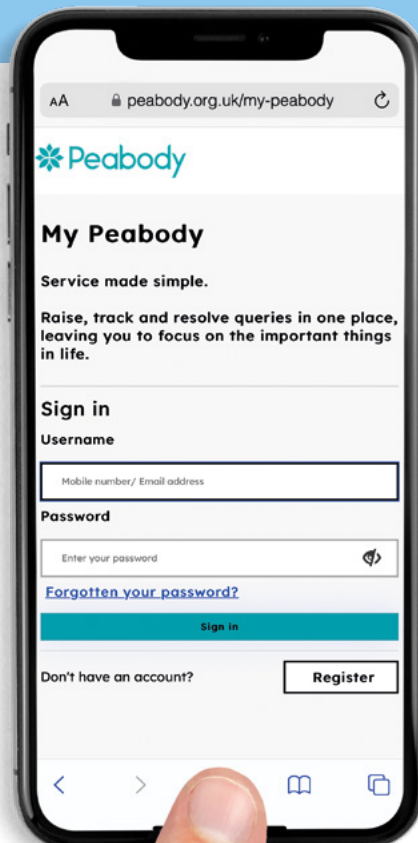 AA peabody.org.uk/my-peabody
Peabody
My Peabody
Service made simple.
Raise, track and resolve queries in one place,
leaving you to focus on the important things
in life.
Sign in
Username
Mobile number/ Email address
Password
Enter your password
Forgotten your password?
Sign in
Don't have an account? Register